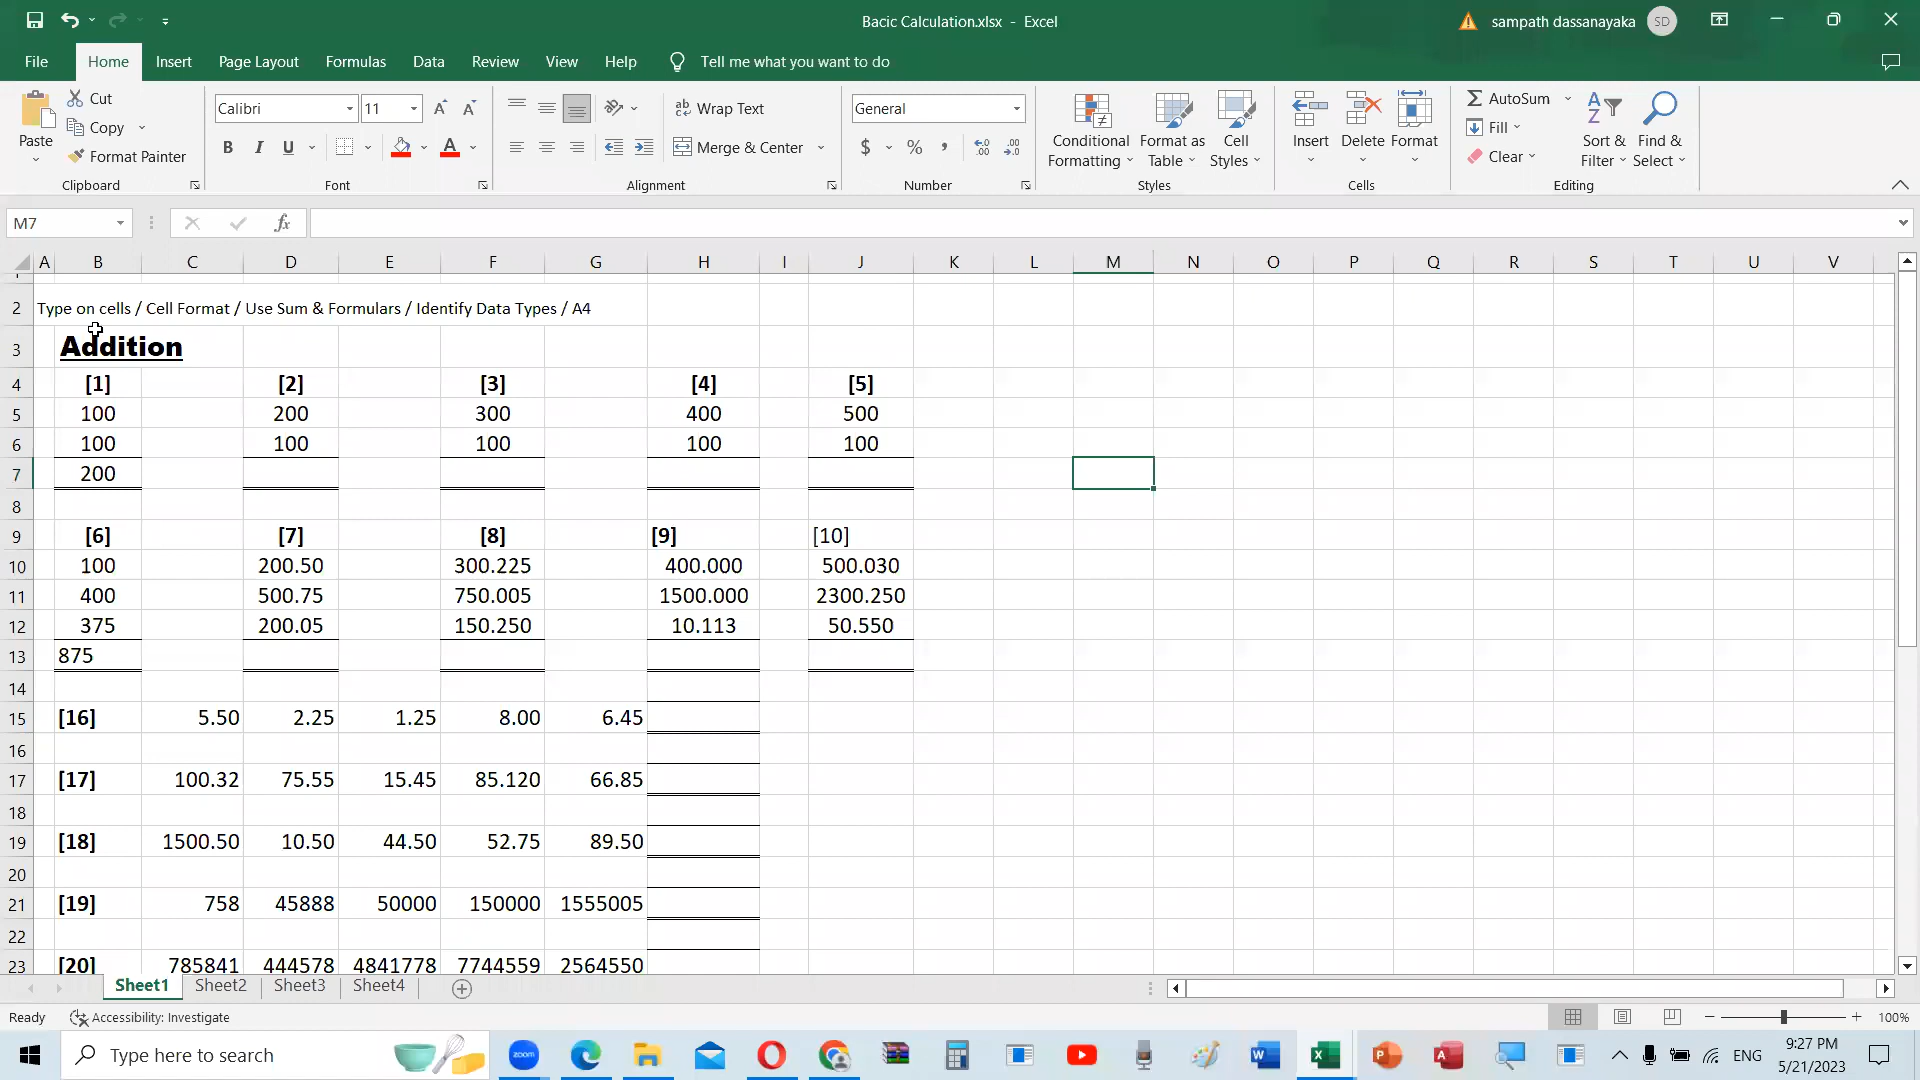 Bacic Calculation.xlsx - Excel
sampath dassanayaka SD
File Home Insert Page Layout Formulas Data Review View Help Tell me what you want to do
Paste
Cut
Copy
Format Painter
Clipboard
Calibri 11
B I U
Font
Wrap Text
Merge & Center
Alignment
General
$ % ,
Number
Conditional Formatting
Format as Table
Cell Styles
Styles
Insert Delete Format
Cells
AutoSum
Fill
Clear
Sort & Filter
Find & Select
Editing
M7 fx
A B C D E F G H I J K L M N O P Q R S T U V
2 Type on cells / Cell Format / Use Sum & Formulars / Identify Data Types / A4
3 Addition
4 [1] [2] [3] [4] [5]
5 100 200 300 400 500
6 100 100 100 100 100
7 200
8
9 [6] [7] [8] [9] [10]
10 100 200.50 300.225 400.000 500.030
11 400 500.75 750.005 1500.000 2300.250
12 375 200.05 150.250 10.113 50.550
13 875
14
15 [16] 5.50 2.25 1.25 8.00 6.45
16
17 [17] 100.32 75.55 15.45 85.120 66.85
18
19 [18] 1500.50 10.50 44.50 52.75 89.50
20
21 [19] 758 45888 50000 150000 1555005
22
23 [20] 785841 444578 4841778 7744559 2564550
Sheet1 Sheet2 Sheet3 Sheet4
Ready Accessibility: Investigate 100%
Type here to search
zoom
ENG
9:27 PM
5/21/2023